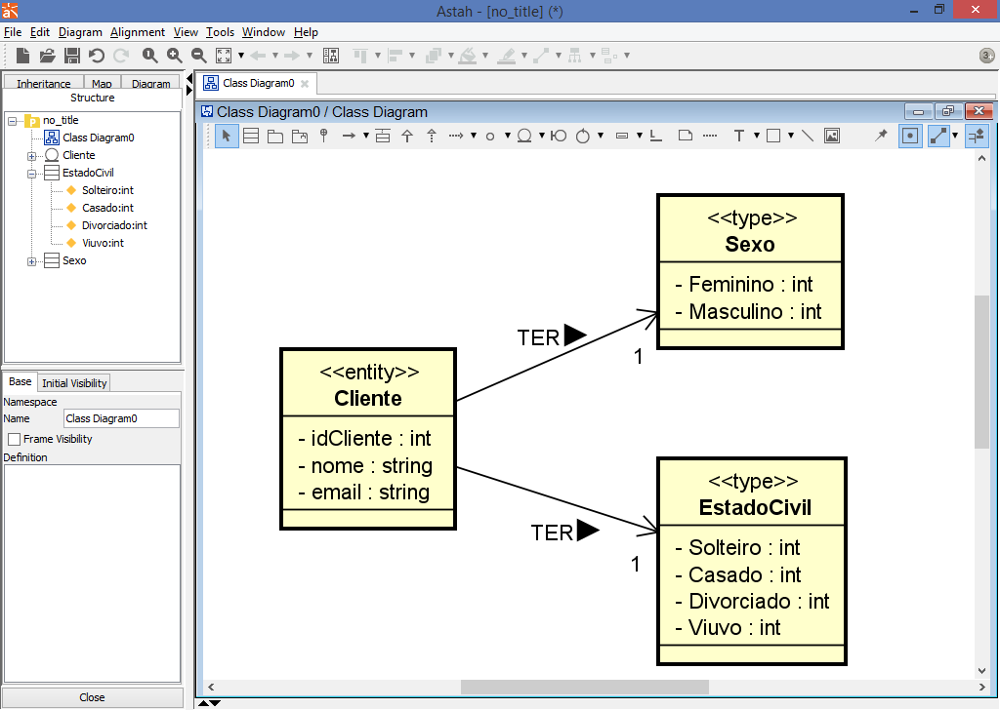 Astah - [no_title] (*)
File Edit Diagram Alignment View Tools Window Help
3+
Inheritance Map Diagram
Structure
no_title
Class Diagram0
Cliente
EstadoCivil
Solteiro:int
Casado:int
Divorciado:int
Viuvo:int
Sexo
Base Initial Visibility
Namespace
Name Class Diagram0
Frame Visibility
Definition
Close
Class Diagram0
Class Diagram0 / Class Diagram
T
<<type>>
Sexo
- Feminino : int
- Masculino : int
TER
1
<<entity>>
Cliente
- idCliente : int
- nome : string
- email : string
TER
1
<<type>>
EstadoCivil
- Solteiro : int
- Casado : int
- Divorciado : int
- Viuvo : int